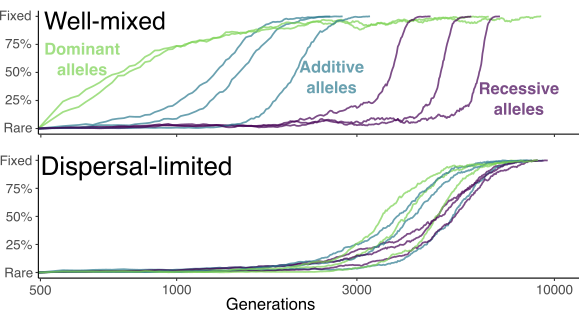 Fixed
Well-mixed
75%
Dominant
alleles
50%
Additive
alleles
25%
Recessive
alleles
Rare
Fixed
Dispersal-limited
75%
50%
25%
Rare
500 1000 3000 10000
Generations